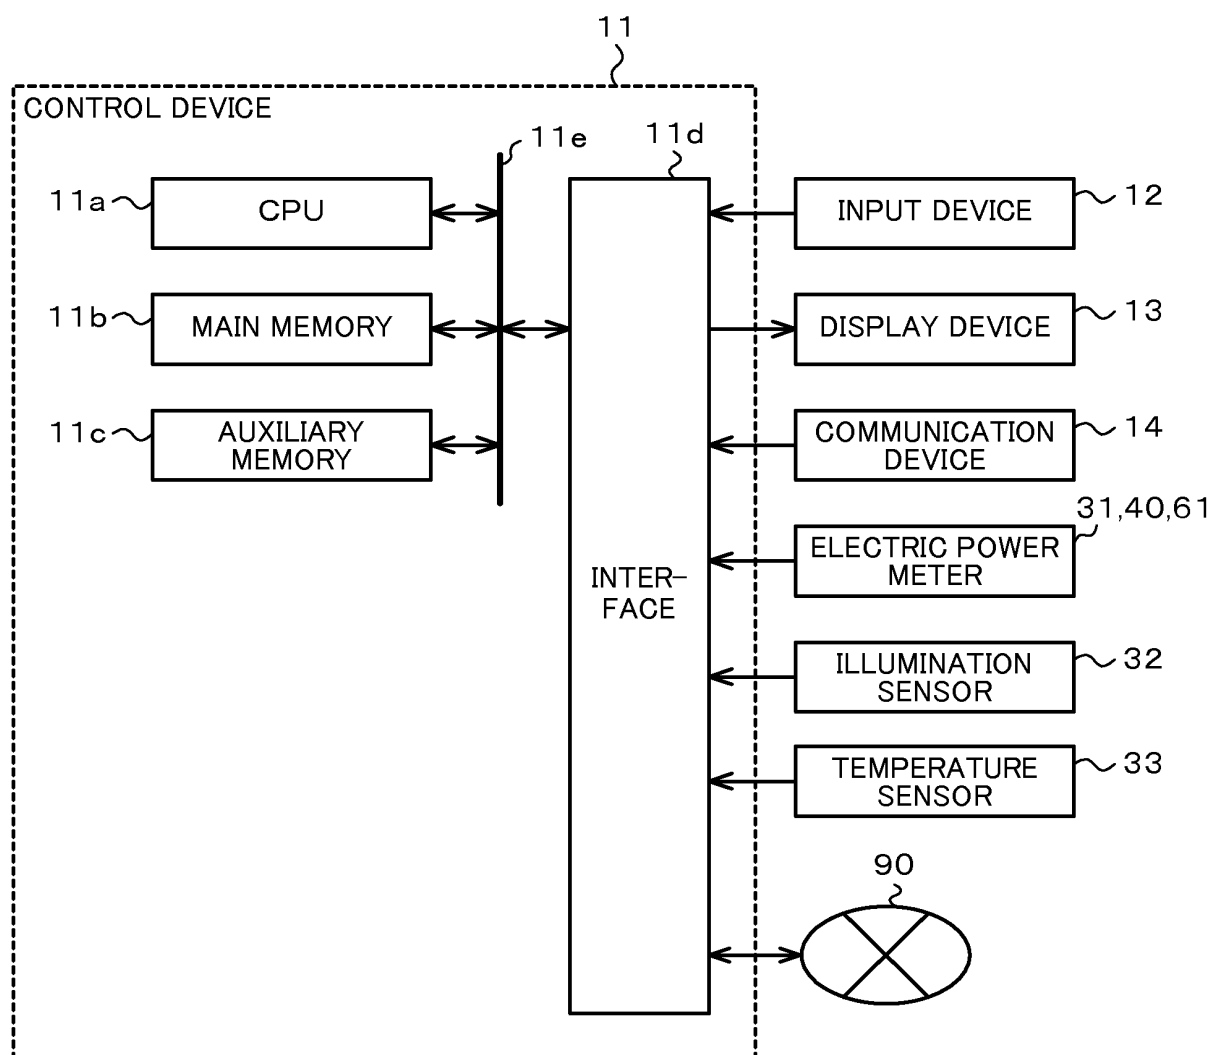 11
CONTROL DEVICE
11e
11d
11a
CPU
INPUT DEVICE
12
11b
MAIN MEMORY
DISPLAY DEVICE
13
11c
AUXILIARY
MEMORY
COMMUNICATION
DEVICE
14
31,40,61
ELECTRIC POWER
METER
INTER-
FACE
ILLUMINATION
SENSOR
32
TEMPERATURE
SENSOR
33
90